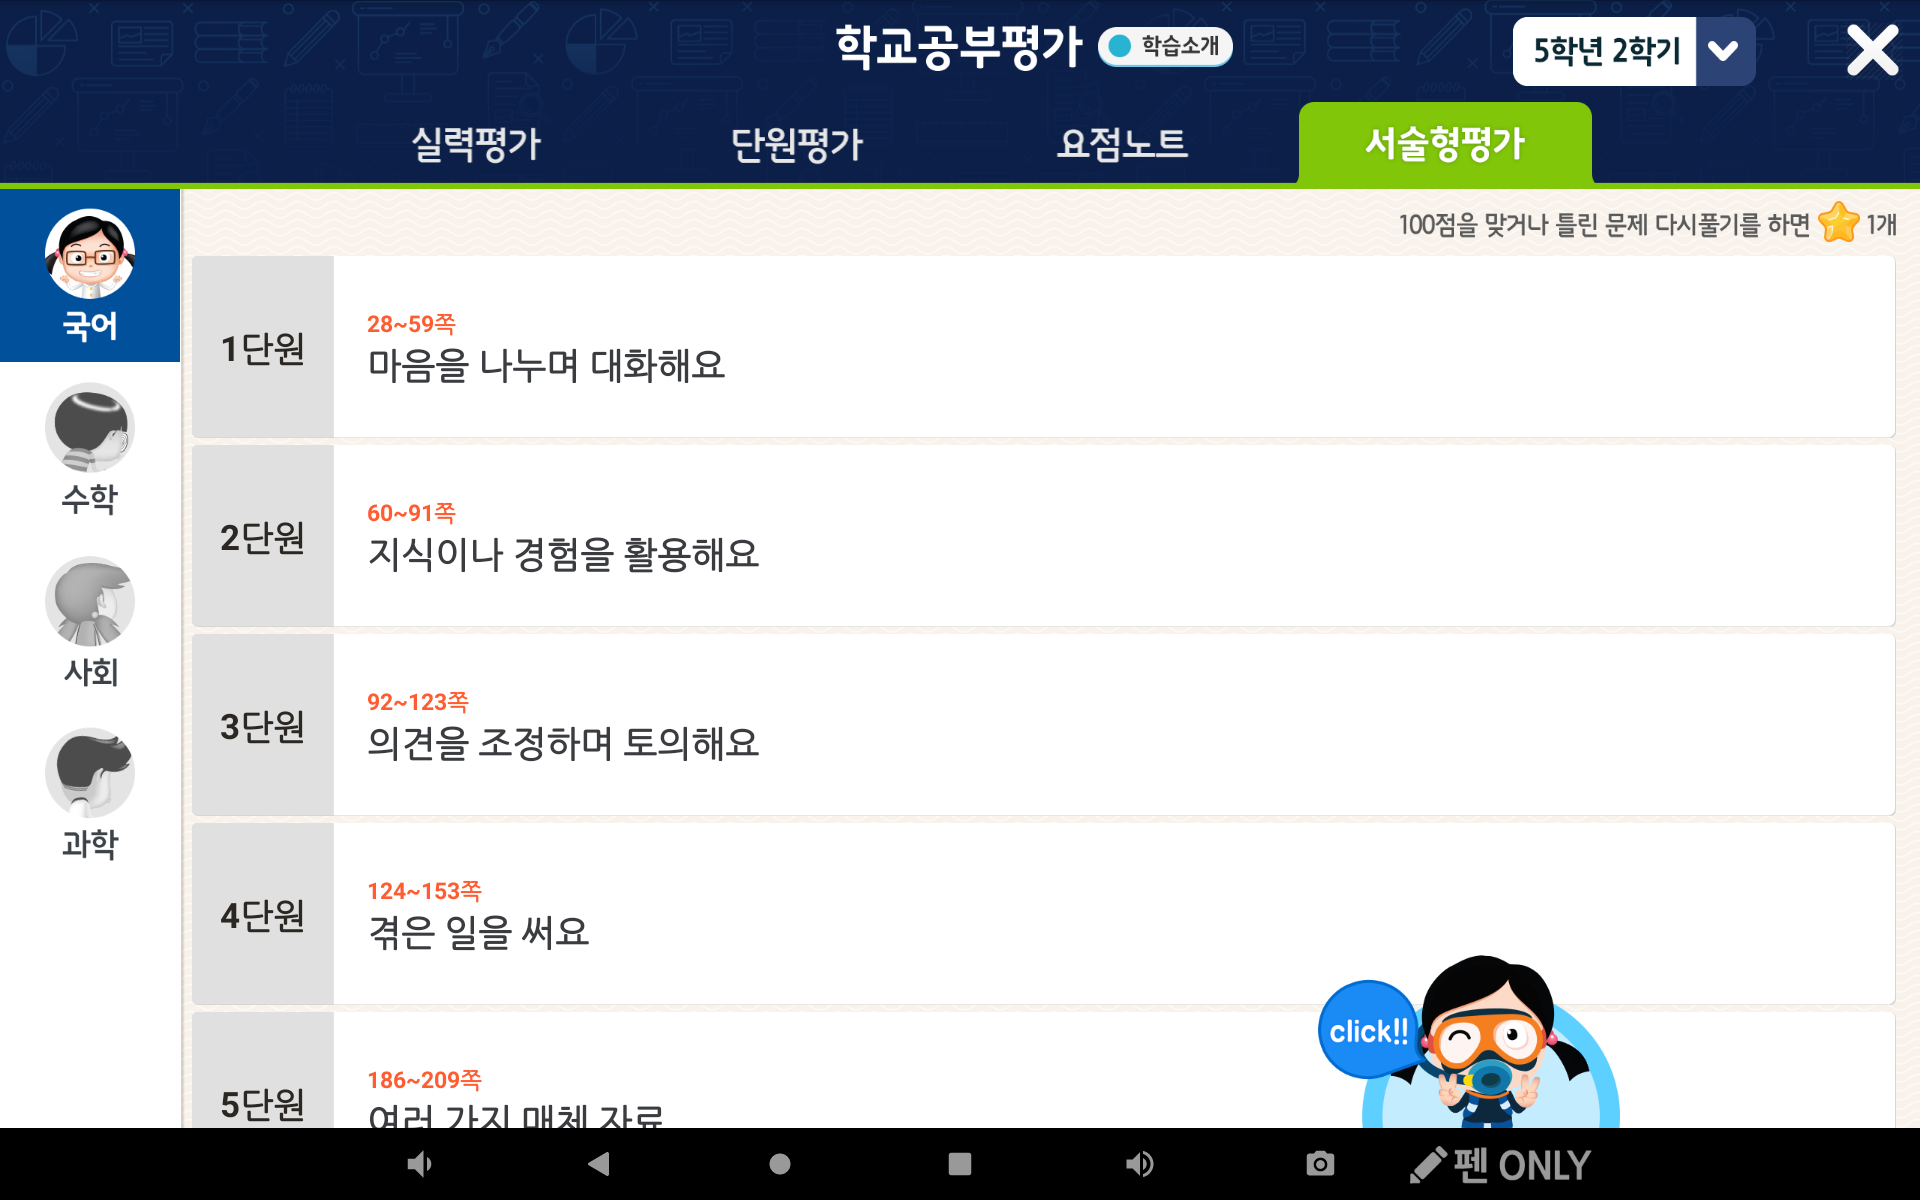 학교공부평가
학습소개
5학년 2학기
실력평가
단원평가
요점노트
서술형평가
100점을 맞거나 틀린 문제 다시풀기를 하면 1개
국어
수학
사회
과학
1단원
28~59쪽
마음을 나누며 대화해요
2단원
60~91쪽
지식이나 경험을 활용해요
3단원
92~123쪽
의견을 조정하며 토의해요
4단원
124~153쪽
겪은 일을 써요
5단원
186~209쪽
여러 가지 매체 자료
click!!
펜 ONLY